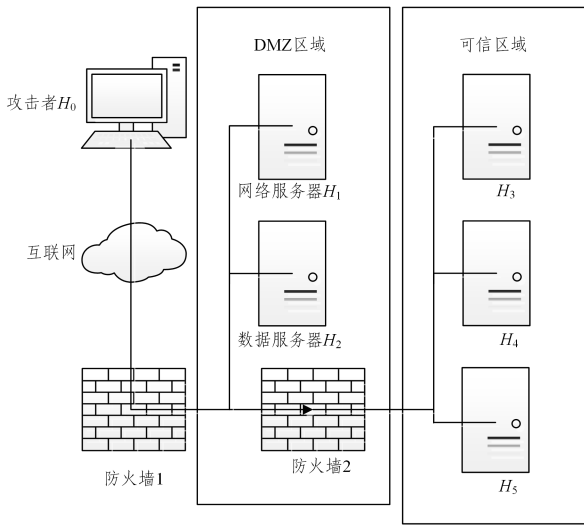 DMZ区域
可信区域
攻击者H₀
网络服务器H₁
H₃
互联网
数据服务器H₂
H₄
防火墙1
防火墙2
H₅